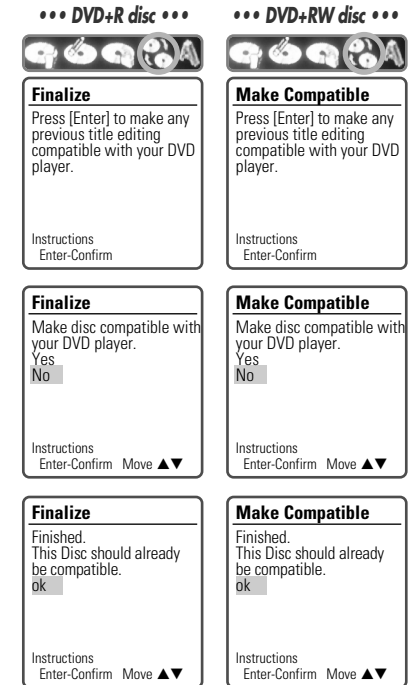 ••• DVD+R disc •••
Finalize
Press [Enter] to make any
previous title editing
compatible with your DVD
player.
Instructions
Enter-Confirm
Finalize
Make disc compatible with
your DVD player.
Yes
No
Instructions
Enter-Confirm Move ▲▼
Finalize
Finished.
This Disc should already
be compatible.
ok
Instructions
Enter-Confirm Move ▲▼
••• DVD+RW disc •••
Make Compatible
Press [Enter] to make any
previous title editing
compatible with your DVD
player.
Instructions
Enter-Confirm
Make Compatible
Make disc compatible with
your DVD player.
Yes
No
Instructions
Enter-Confirm Move ▲▼
Make Compatible
Finished.
This Disc should already
be compatible.
ok
Instructions
Enter-Confirm Move ▲▼